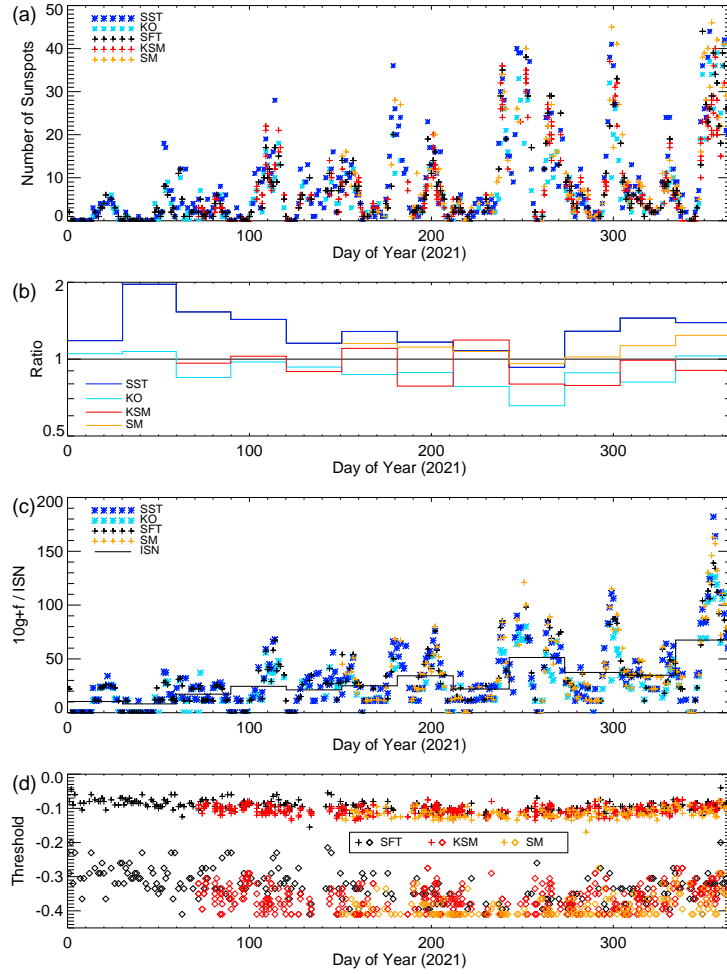 (a)
50
40
30
20
10
0
Number of Sunspots
SST
KO
SFT
KSM
SM
0 100 200 300
Day of Year (2021)
(b)
2
1
0.5
Ratio
SST
KO
KSM
SM
0 100 200 300
Day of Year (2021)
(c)
200
150
100
50
0
10g+f / ISN
SST
KO
SFT
SM
ISN
0 100 200 300
Day of Year (2021)
(d)
0.0
-0.1
-0.2
-0.3
-0.4
Threshold
SFT KSM SM
0 100 200 300
Day of Year (2021)